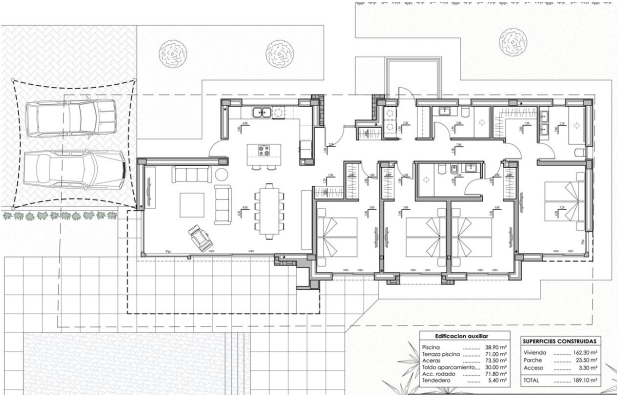 Edificacion auxiliar
Piscina .......... 38.90 m²
Terraza piscina .......... 71.00 m²
Aceras .......... 73.50 m²
Toldo aparcamiento... 30.00 m²
Acc. rodado .......... 71.80 m²
Tendedero .......... 5.40 m²
SUPERFICIES CONSTRUIDAS
Vivienda .......... 162.30 m²
Porche .......... 23.50 m²
Acceso .......... 3.30 m²
TOTAL .......... 189.10 m²